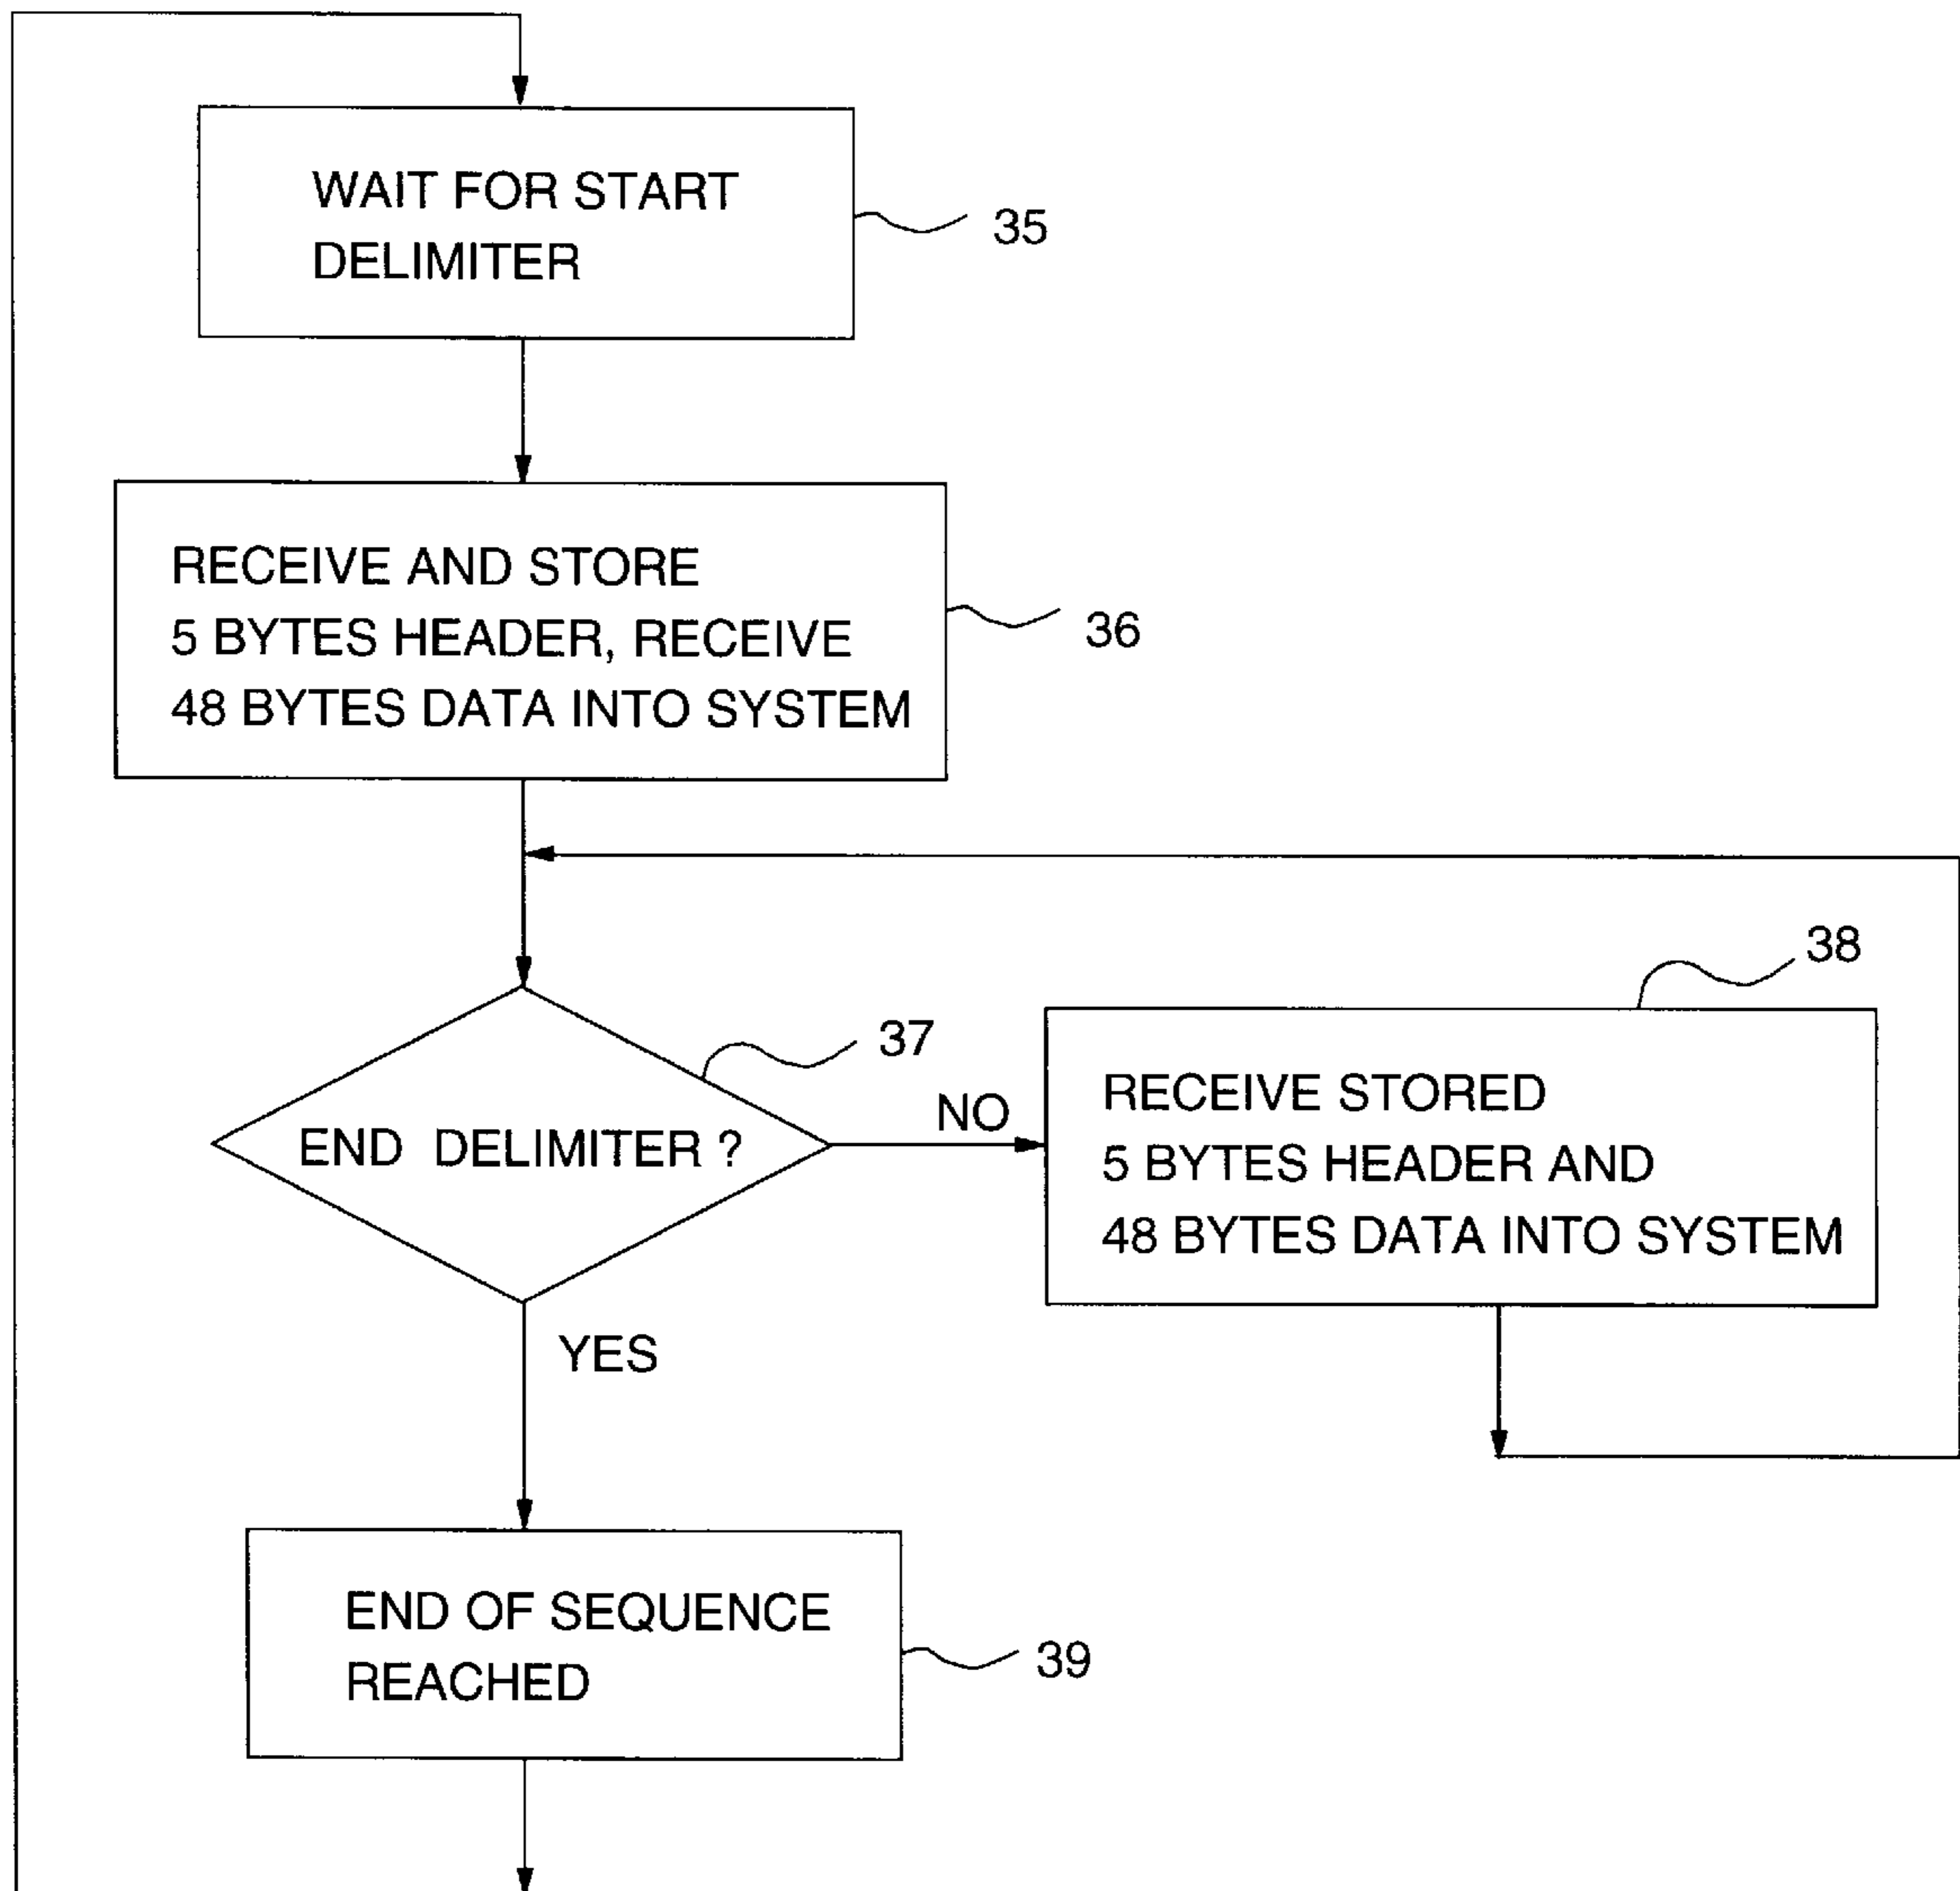 WAIT FOR START
DELIMITER
35
RECEIVE AND STORE
5 BYTES HEADER, RECEIVE
48 BYTES DATA INTO SYSTEM
36
END DELIMITER ?
37
NO
38
RECEIVE STORED
5 BYTES HEADER AND
48 BYTES DATA INTO SYSTEM
YES
END OF SEQUENCE
REACHED
39